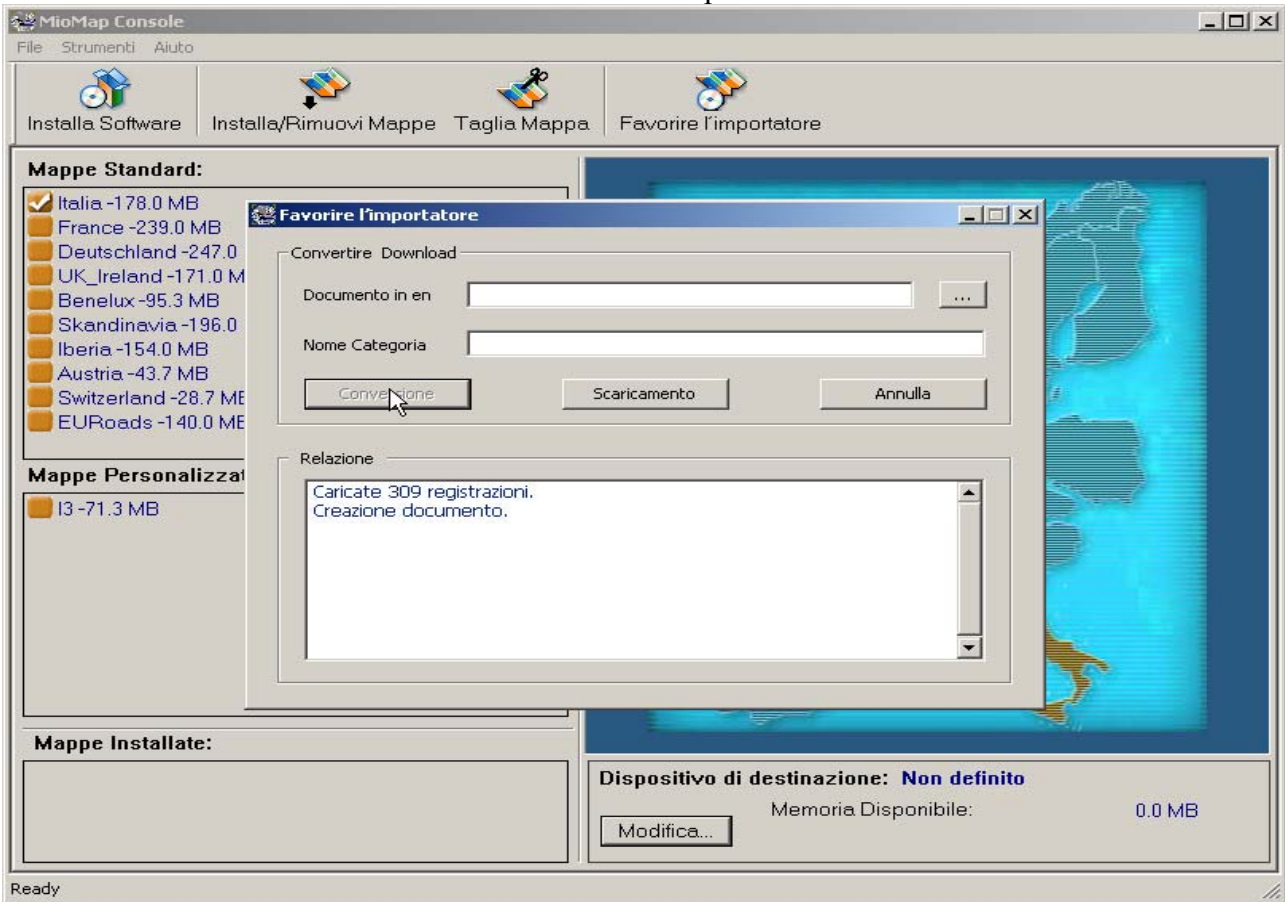 MioMap Console
File Strumenti Aiuto
Installa Software Installa/Rimuovi Mappe Taglia Mappa Favorire l'importatore
Mappe Standard:
Italia -178.0 MB
France -239.0 MB
Deutschland -247.0
UK_Ireland -171.0 M
Benelux -95.3 MB
Skandinavia -196.0
Iberia -154.0 MB
Austria -43.7 MB
Switzerland -28.7 ME
EURoads -140.0 ME
Mappe Personalizzat
I3 -71.3 MB
Mappe Installate:
Favorire l'importatore
Convertire Download
Documento in en
...
Nome Categoria
Conversione Scaricamento Annulla
Relazione
Caricate 309 registrazioni.
Creazione documento.
Dispositivo di destinazione: Non definito
Memoria Disponibile: 0.0 MB
Modifica...
Ready